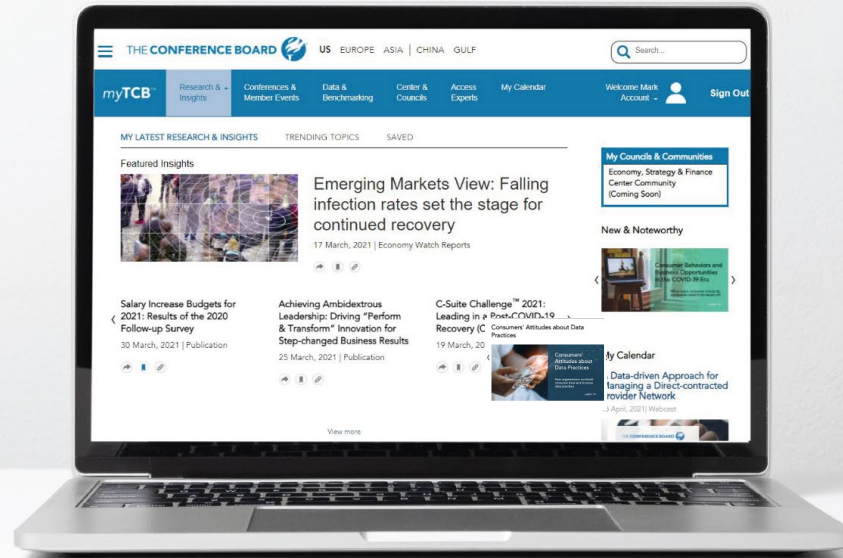 THE CONFERENCE BOARD
US EUROPE ASIA | CHINA GULF
Search...
myTCB™
Research & Insights
Conferences & Member Events
Data & Benchmarking
Center & Councils
Access Experts
My Calendar
Welcome Mark
Account
Sign Out
MY LATEST RESEARCH & INSIGHTS
TRENDING TOPICS
SAVED
Featured Insights
Emerging Markets View: Falling
infection rates set the stage for
continued recovery
17 March, 2021 | Economy Watch Reports
Salary Increase Budgets for
2021: Results of the 2020
Follow-up Survey
30 March, 2021 | Publication
Achieving Ambidextrous
Leadership: Driving "Perform
& Transform" Innovation for
Step-changed Business Results
25 March, 2021 | Publication
C-Suite Challenge™ 2021:
Leading in a Post-COVID-19
Recovery (C
19 March, 20
Consumers' Attitudes about Data
Practices
Consumers'
Attitudes about
Data Practices
View more
My Councils & Communities
Economy, Strategy & Finance
Center Community
(Coming Soon)
New & Noteworthy
Consumer Behaviors and
Business Opportunities
in the COVID-19 Era
My Calendar
Data-driven Approach for
Managing a Direct-contracted
Provider Network
April, 2021| Webcast
THE CONFERENCE BOARD